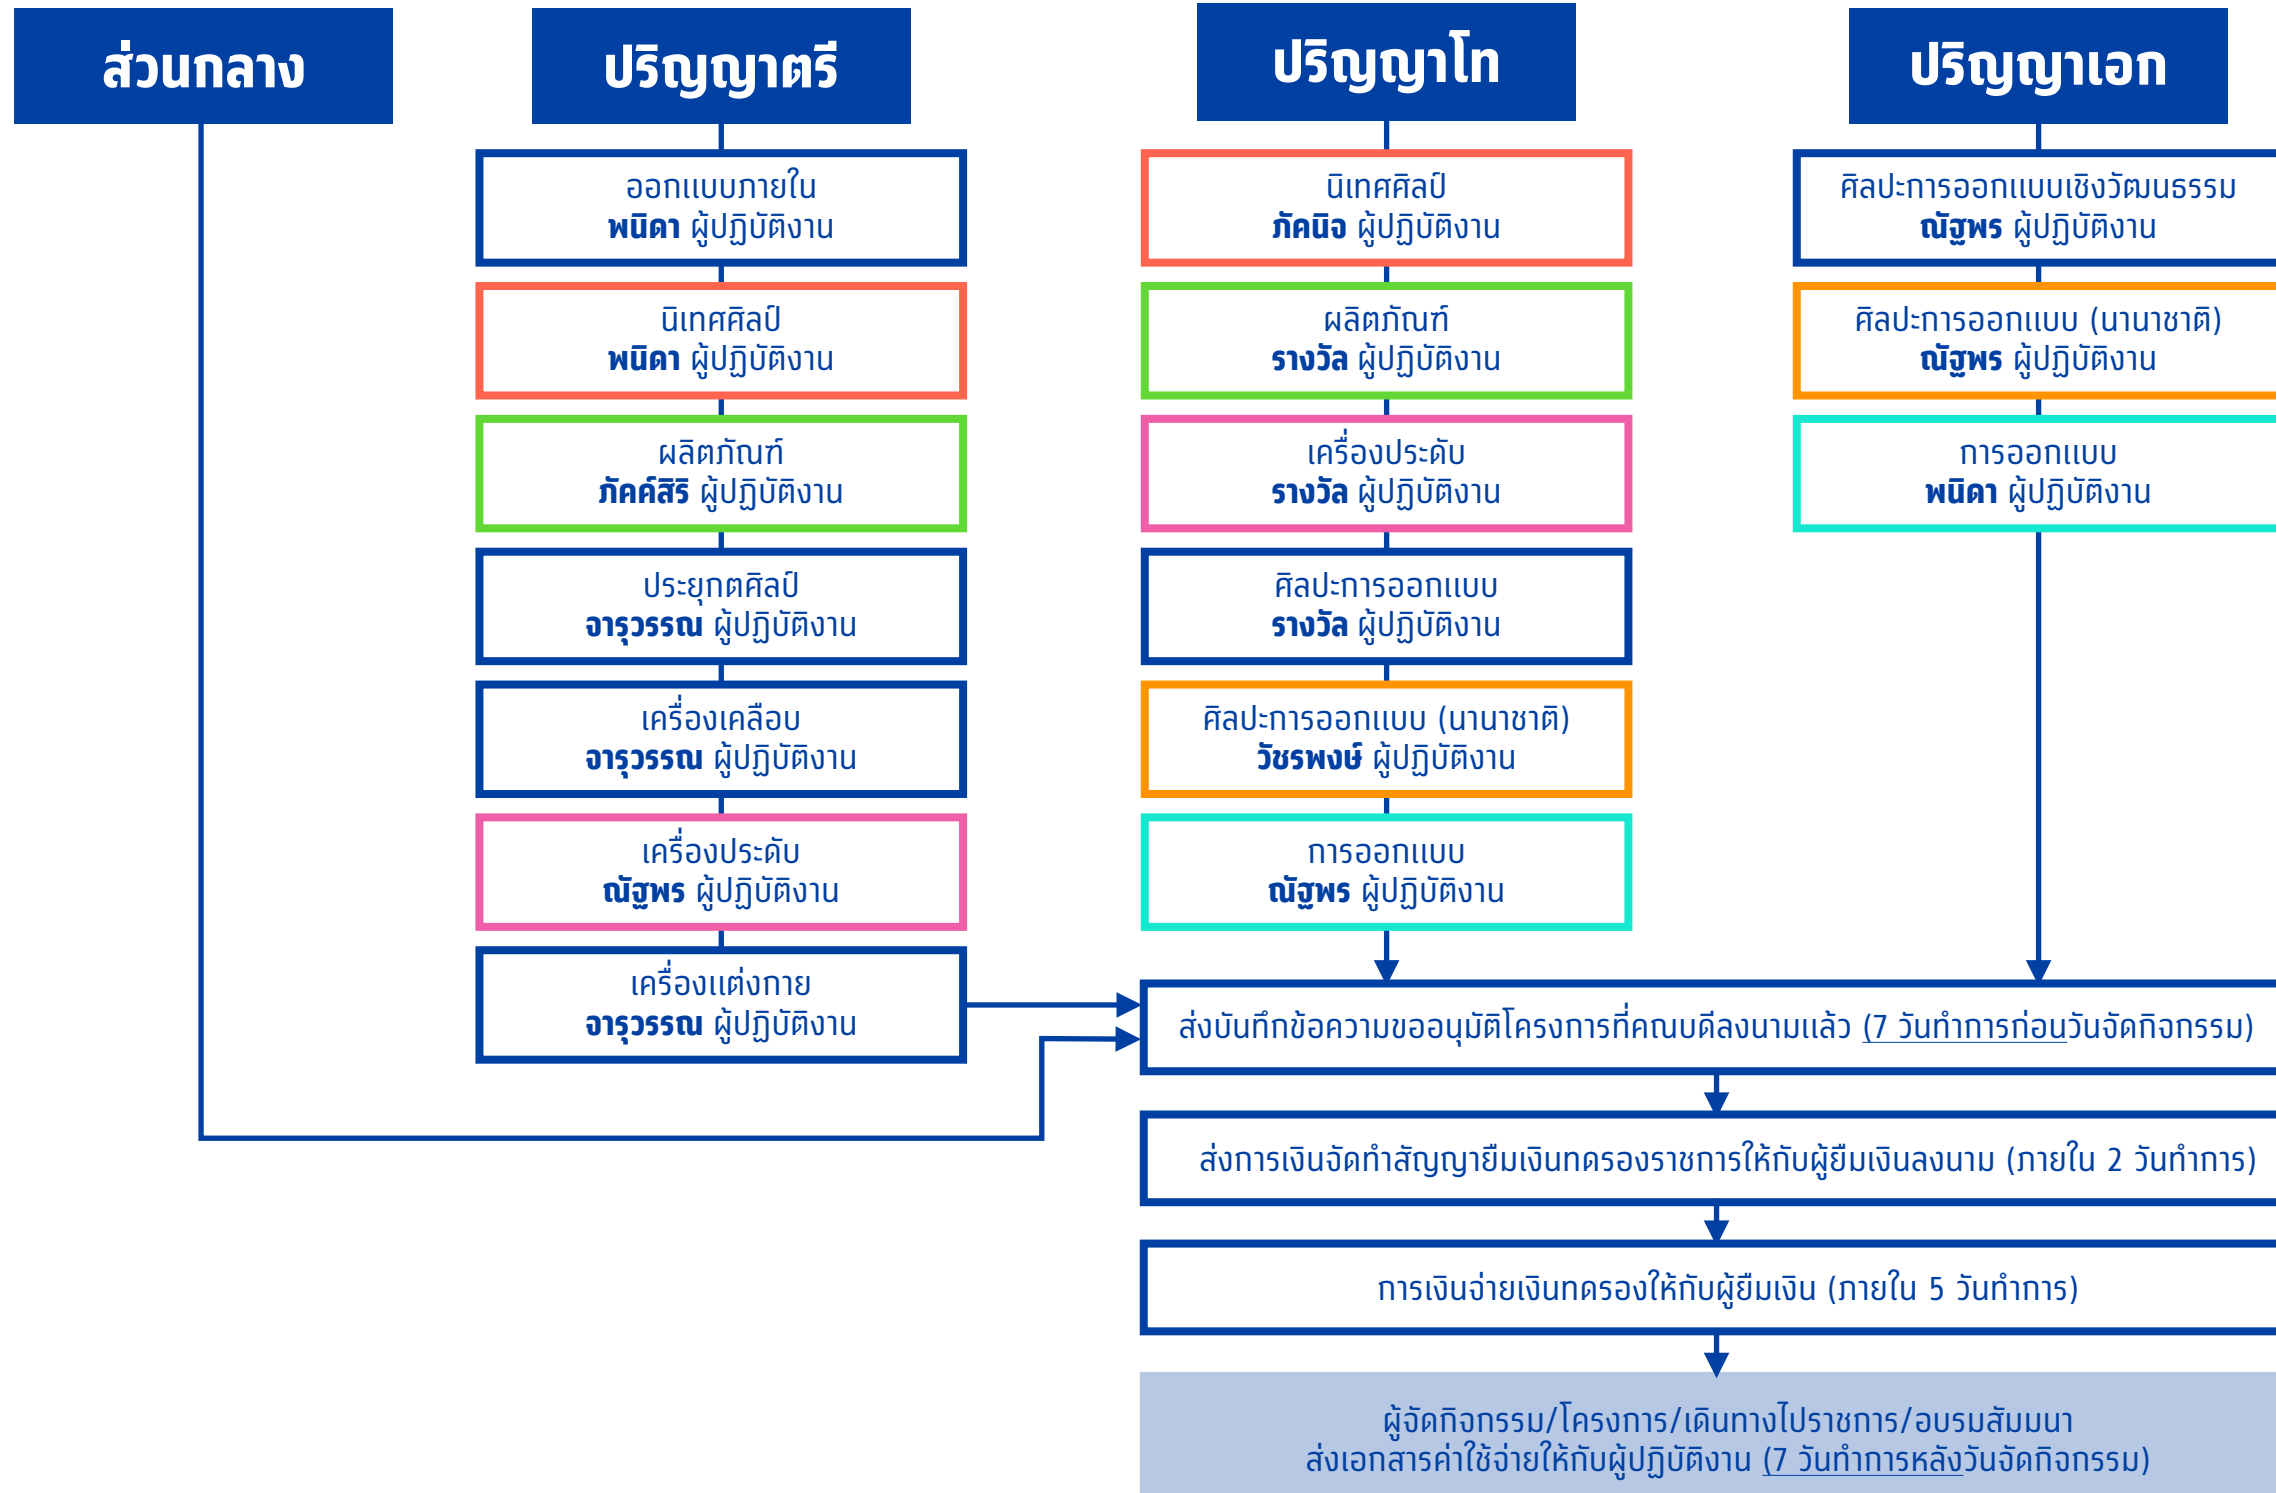 ส่วนกลาง
ปริญญาตรี
ออกแบบภายใน
พนิดา ผู้ปฏิบัติงาน
นิเทศศิลป์
พนิดา ผู้ปฏิบัติงาน
ผลิตภัณฑ์
ภัคค์สิริ ผู้ปฏิบัติงาน
ประยุกตศิลป์
จารุวรรณ ผู้ปฏิบัติงาน
เครื่องเคลือบ
จารุวรรณ ผู้ปฏิบัติงาน
เครื่องประดับ
ณัฐพร ผู้ปฏิบัติงาน
เครื่องแต่งกาย
จารุวรรณ ผู้ปฏิบัติงาน
ปริญญาโท
นิเทศศิลป์
ภัคนิจ ผู้ปฏิบัติงาน
ผลิตภัณฑ์
รางวัล ผู้ปฏิบัติงาน
เครื่องประดับ
รางวัล ผู้ปฏิบัติงาน
ศิลปะการออกแบบ
รางวัล ผู้ปฏิบัติงาน
ศิลปะการออกแบบ (นานาชาติ)
วัชรพงษ์ ผู้ปฏิบัติงาน
การออกแบบ
ณัฐพร ผู้ปฏิบัติงาน
ปริญญาเอก
ศิลปะการออกแบบเชิงวัฒนธรรม
ณัฐพร ผู้ปฏิบัติงาน
ศิลปะการออกแบบ (นานาชาติ)
ณัฐพร ผู้ปฏิบัติงาน
การออกแบบ
พนิดา ผู้ปฏิบัติงาน
ส่งบันทึกข้อความขออนุมัติโครงการที่คณบดีลงนามแล้ว (7 วันทำการก่อนวันจัดกิจกรรม)
ส่งการเงินจัดทำสัญญายืมเงินทดรองราชการให้กับผู้ยืมเงินลงนาม (ภายใน 2 วันทำการ)
การเงินจ่ายเงินทดรองให้กับผู้ยืมเงิน (ภายใน 5 วันทำการ)
ผู้จัดกิจกรรม/โครงการ/เดินทางไปราชการ/อบรมสัมมนา
ส่งเอกสารค่าใช้จ่ายให้กับผู้ปฏิบัติงาน (7 วันทำการหลังวันจัดกิจกรรม)